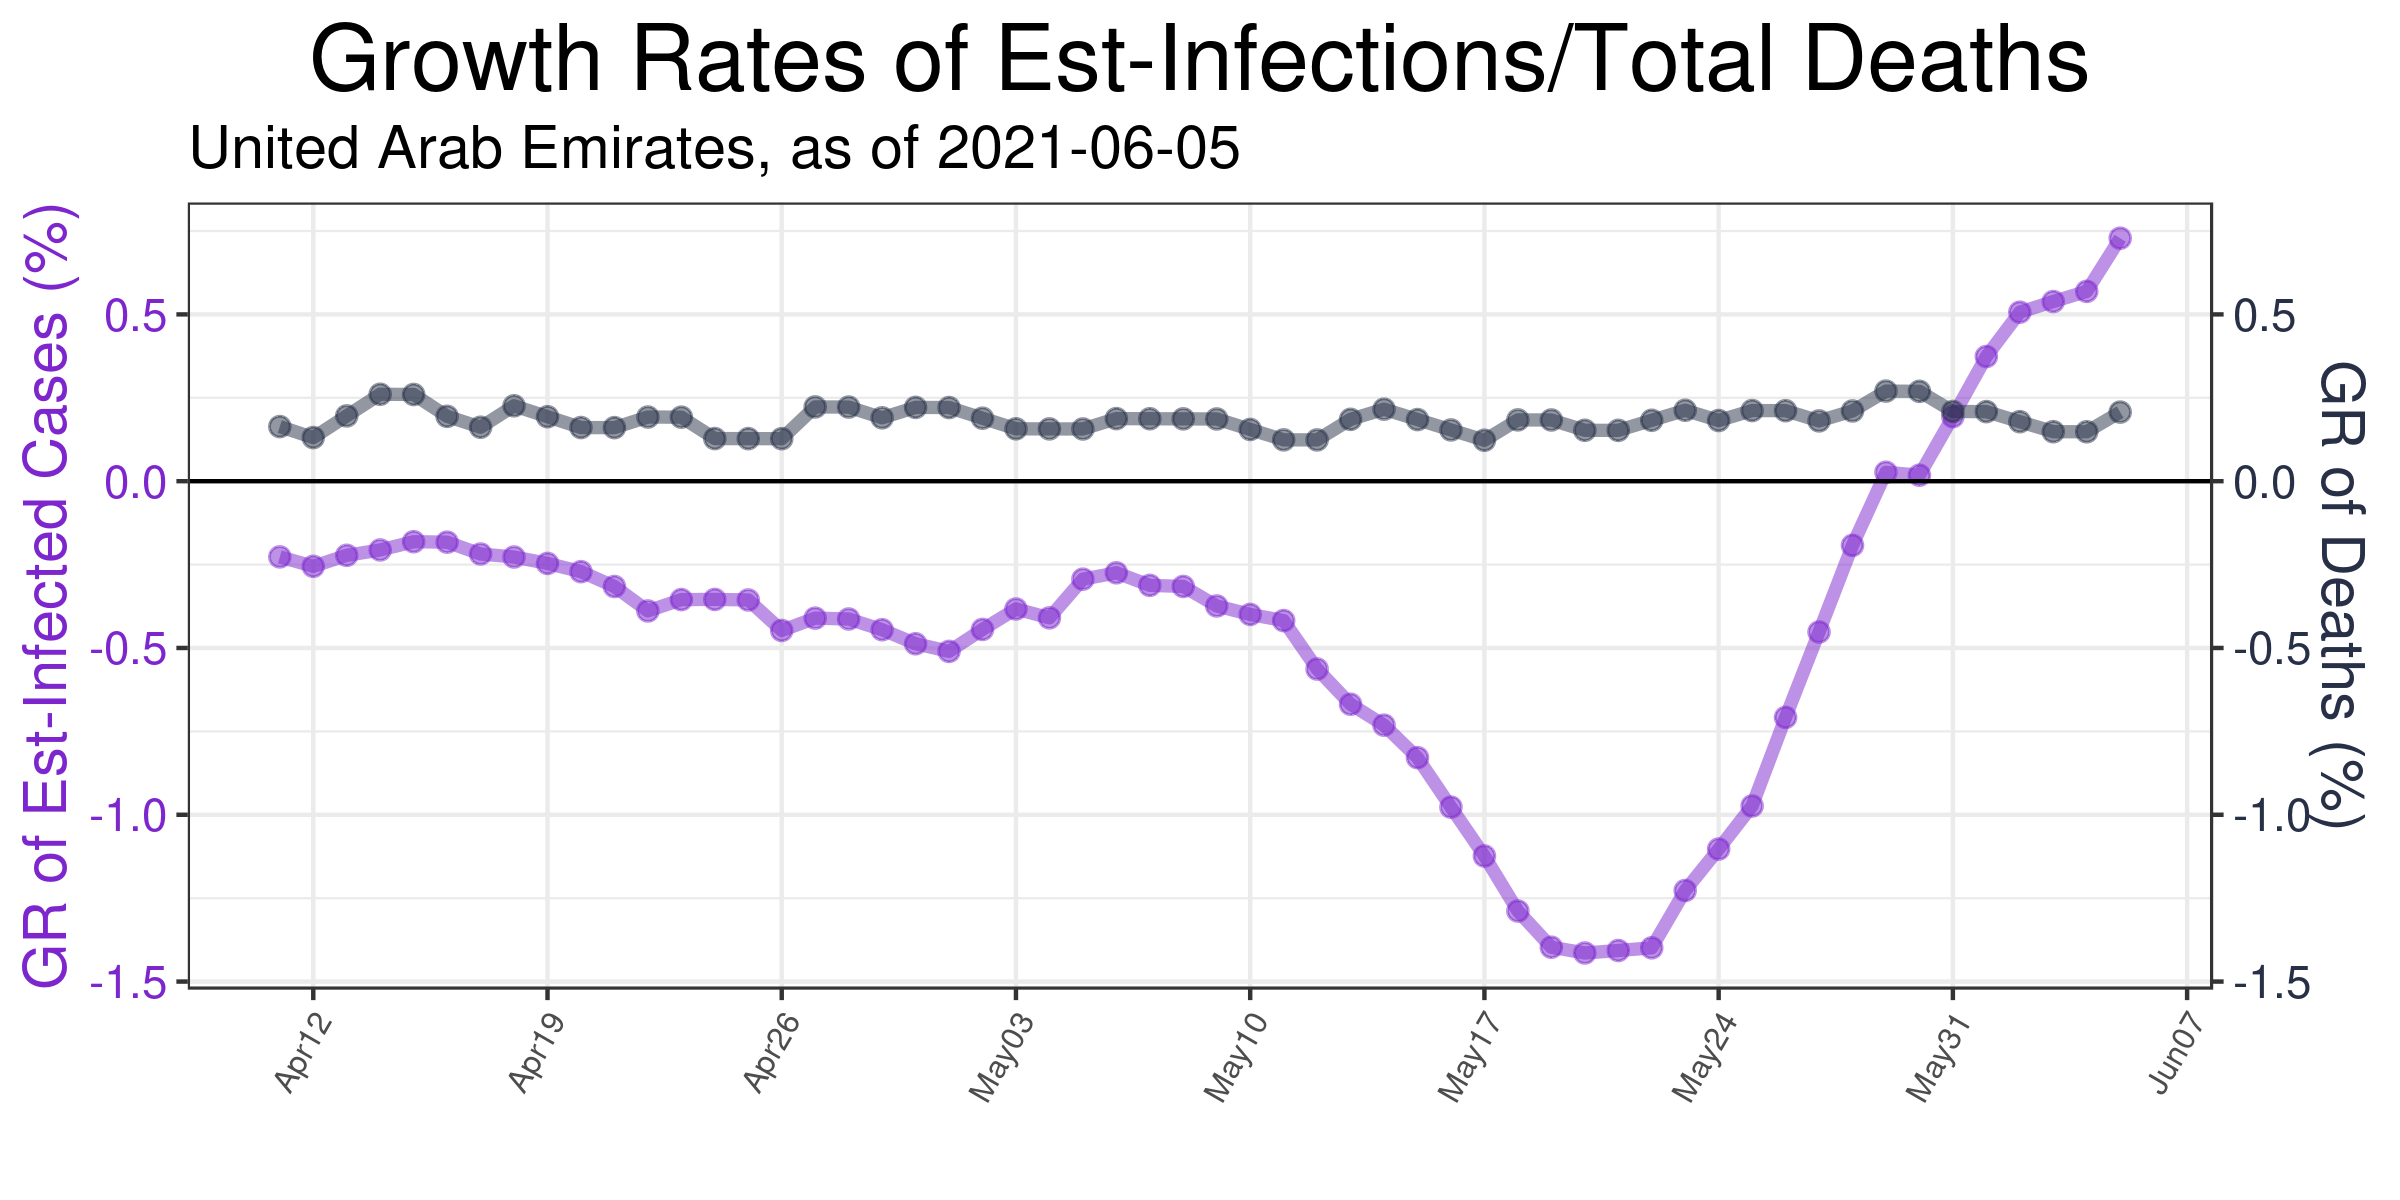 Growth Rates of Est-Infections/Total Deaths
United Arab Emirates, as of 2021-06-05
GR of Est-Infected Cases (%)
0.5
0.0
-0.5
-1.0
-1.5
0.5
0.0
-0.5
-1.0
-1.5
GR of Deaths (%)
Apr12
Apr19
Apr26
May03
May10
May17
May24
May31
Jun07